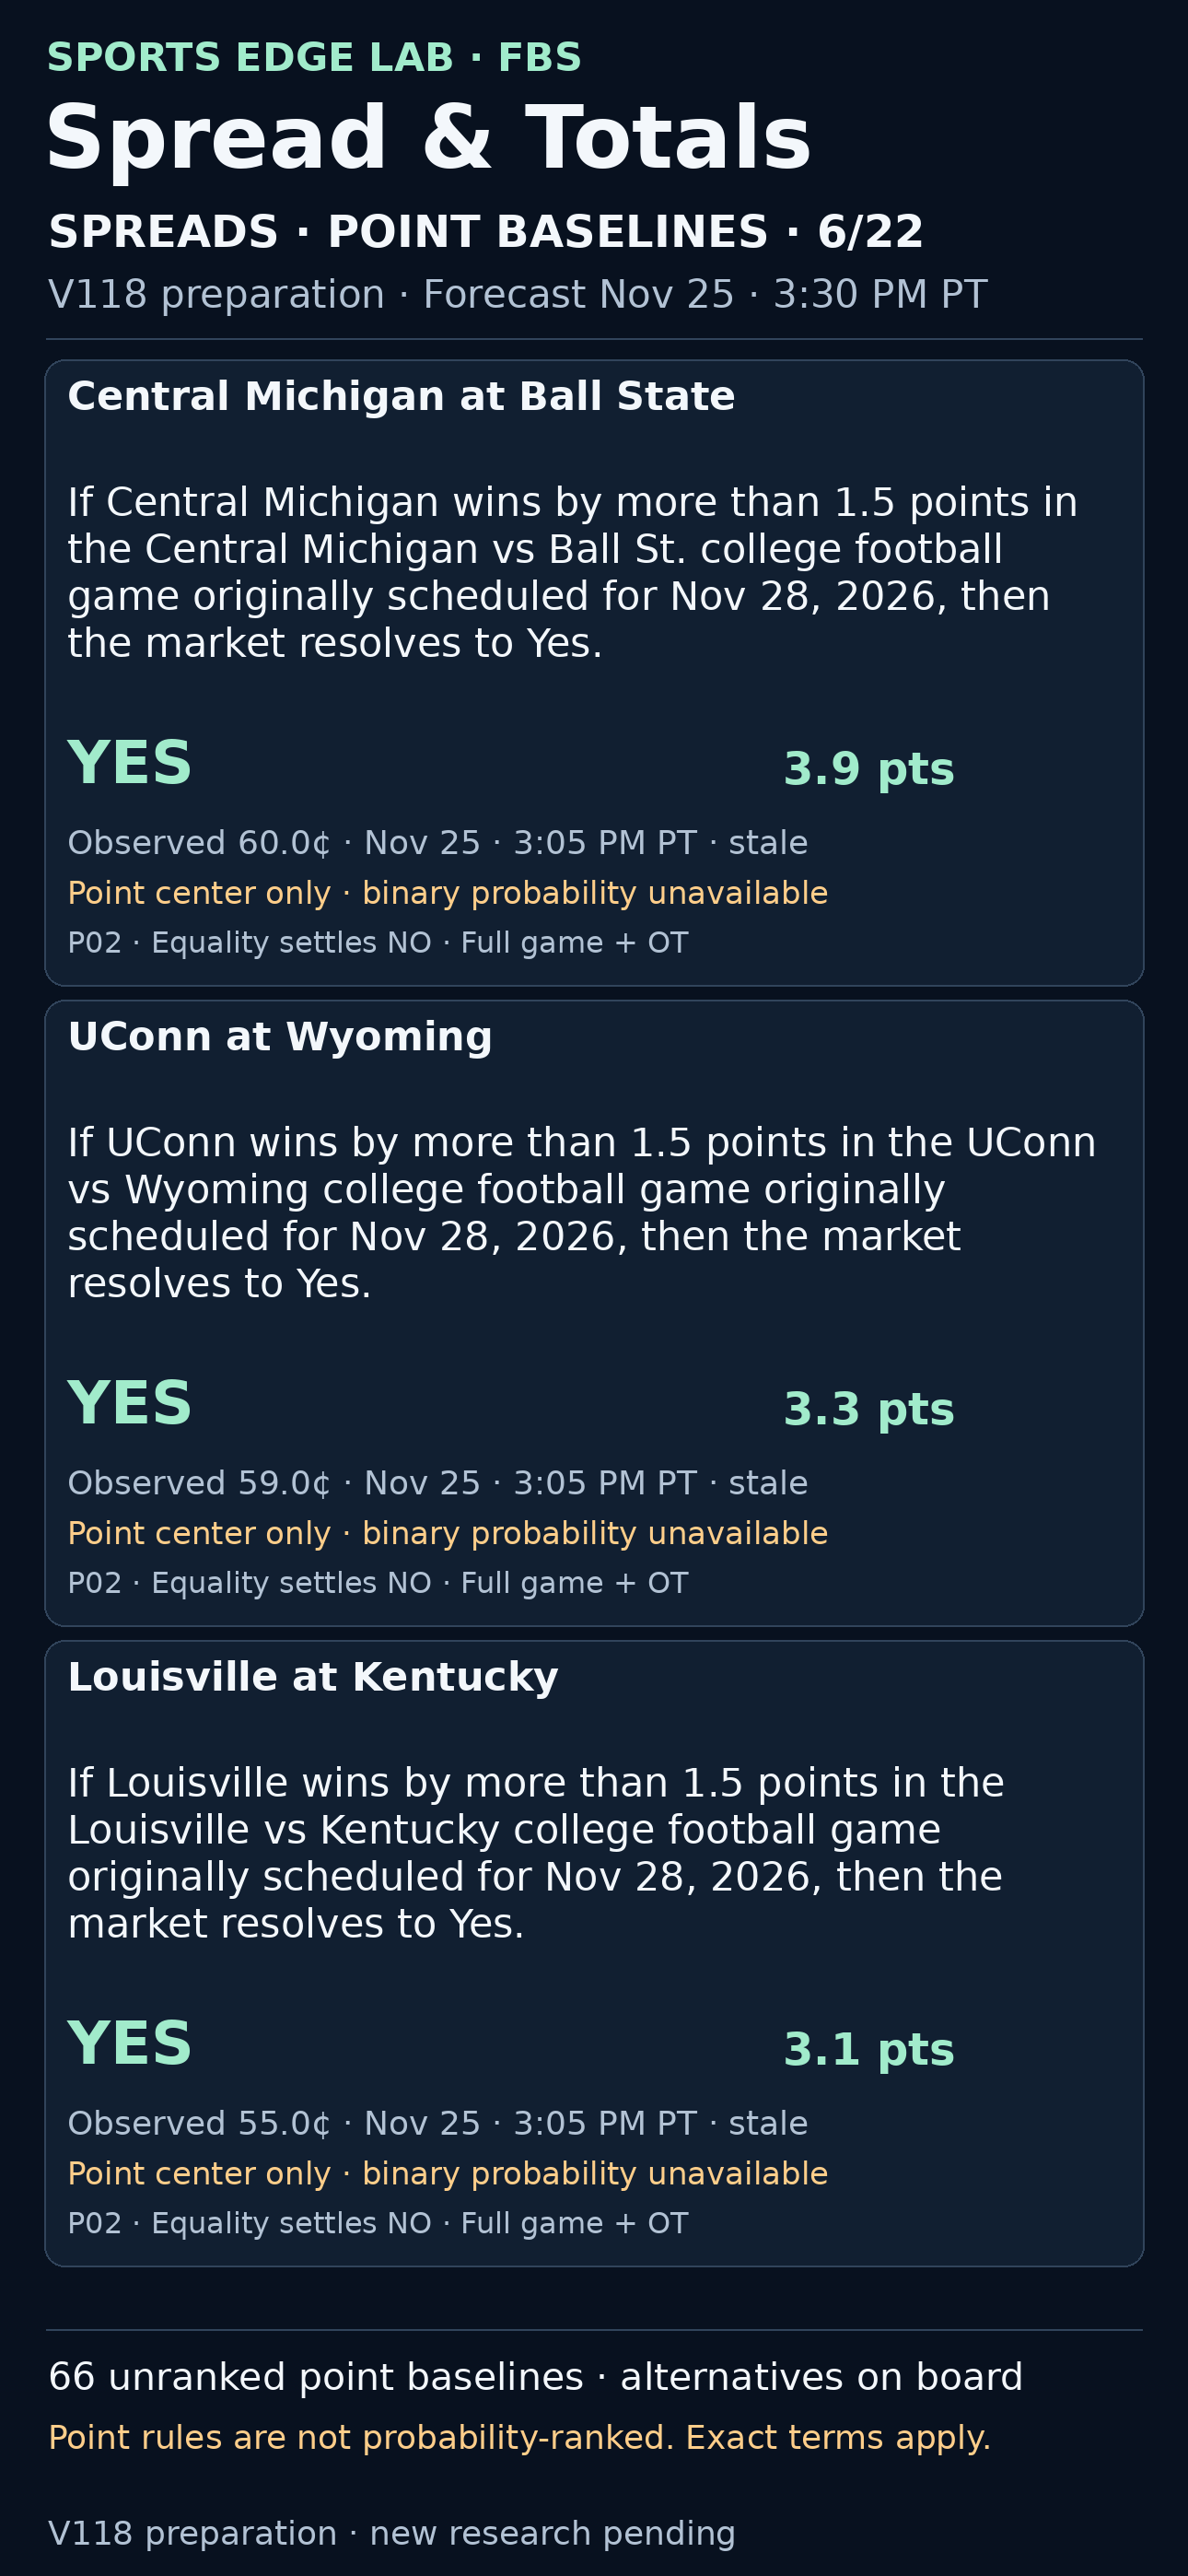 SPORTS EDGE LAB · FBS
Spread & Totals
SPREADS · POINT BASELINES · 6/22
V118 preparation · Forecast Nov 25 · 3:30 PM PT
Central Michigan at Ball State
If Central Michigan wins by more than 1.5 points in
the Central Michigan vs Ball St. college football
game originally scheduled for Nov 28, 2026, then
the market resolves to Yes.
YES 3.9 pts
Observed 60.0¢ · Nov 25 · 3:05 PM PT · stale
Point center only · binary probability unavailable
P02 · Equality settles NO · Full game + OT
UConn at Wyoming
If UConn wins by more than 1.5 points in the UConn
vs Wyoming college football game originally
scheduled for Nov 28, 2026, then the market
resolves to Yes.
YES 3.3 pts
Observed 59.0¢ · Nov 25 · 3:05 PM PT · stale
Point center only · binary probability unavailable
P02 · Equality settles NO · Full game + OT
Louisville at Kentucky
If Louisville wins by more than 1.5 points in the
Louisville vs Kentucky college football game
originally scheduled for Nov 28, 2026, then the
market resolves to Yes.
YES 3.1 pts
Observed 55.0¢ · Nov 25 · 3:05 PM PT · stale
Point center only · binary probability unavailable
P02 · Equality settles NO · Full game + OT
66 unranked point baselines · alternatives on board
Point rules are not probability-ranked. Exact terms apply.
V118 preparation · new research pending